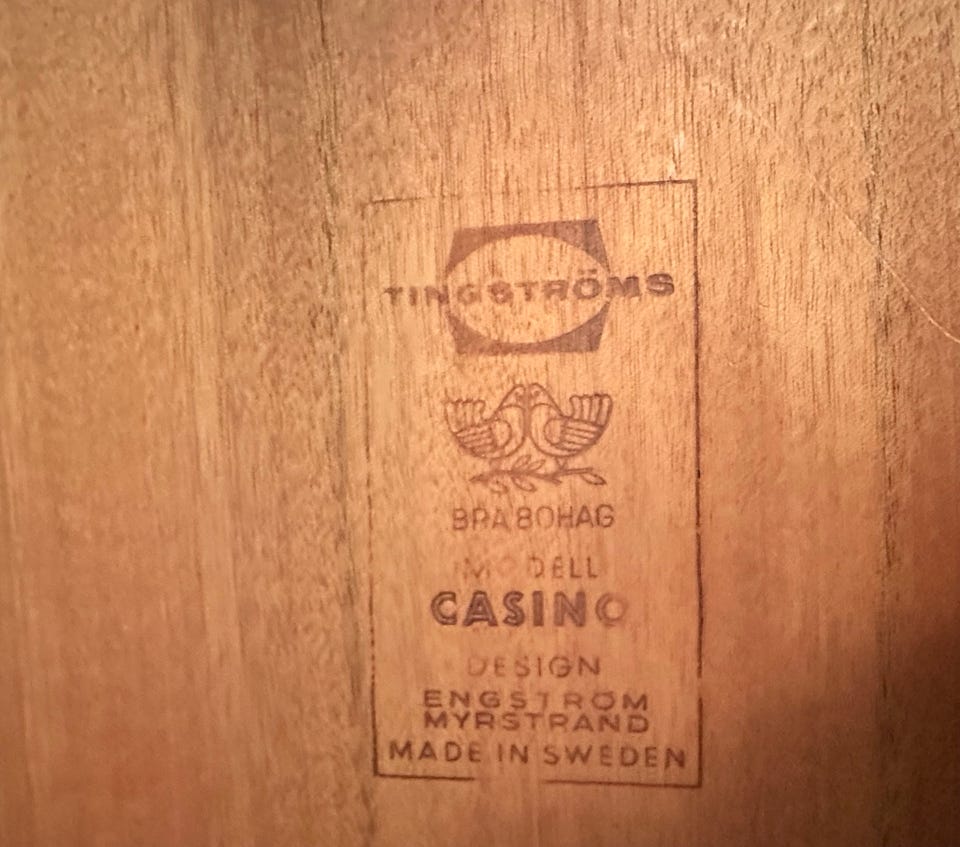 TINGSTRÖMS
BRA BOHAG
MODELL
CASINO
DESIGN
ENGSTRÖM
MYRSTRAND
MADE IN SWEDEN